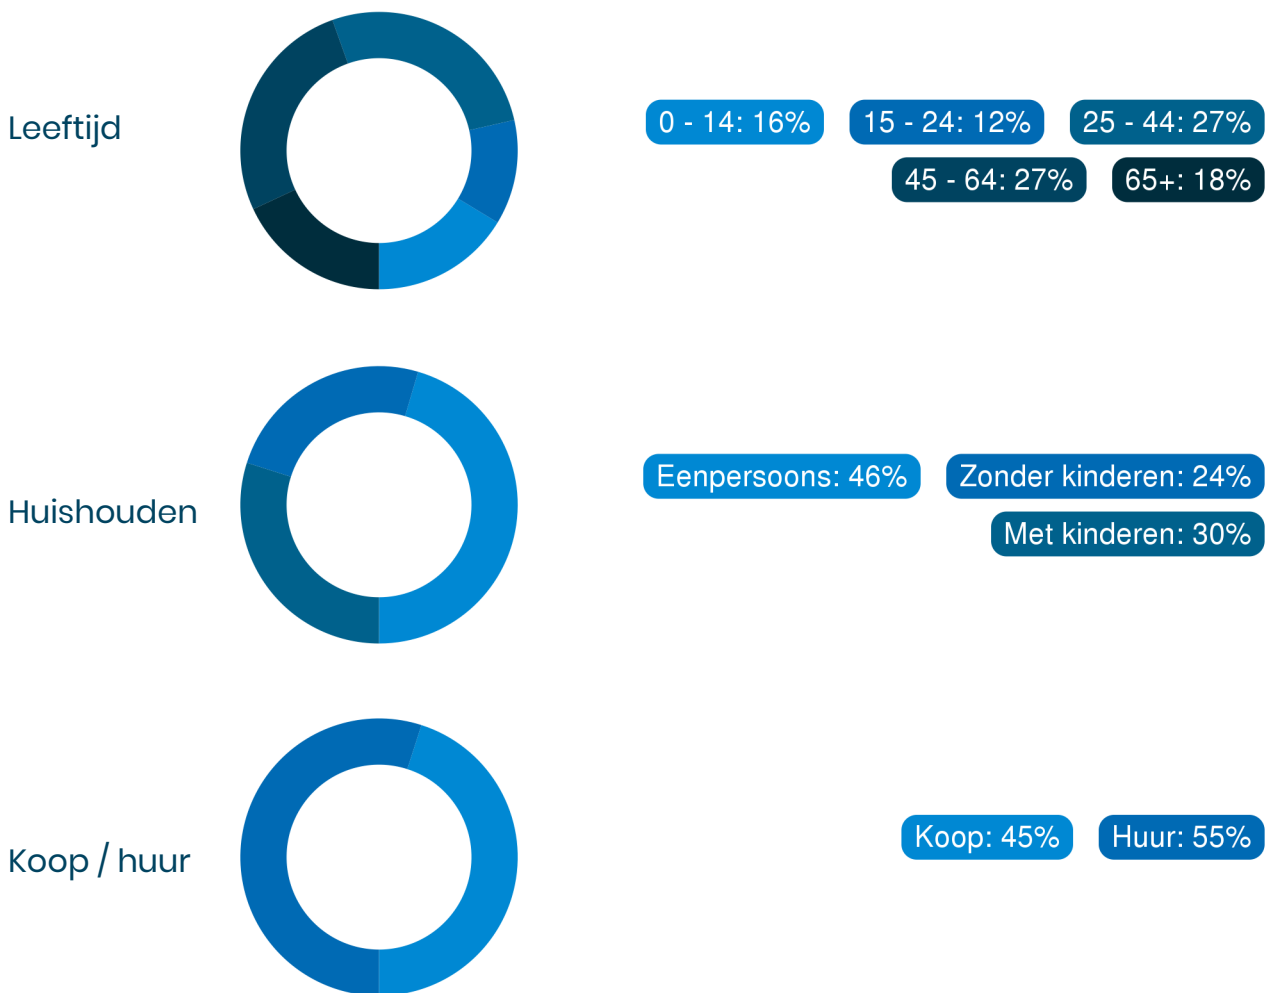 Leeftijd
0 - 14: 16% 15 - 24: 12% 25 - 44: 27%
45 - 64: 27% 65+: 18%
Huishouden
Eenpersoons: 46% Zonder kinderen: 24%
Met kinderen: 30%
Koop / huur
Koop: 45% Huur: 55%